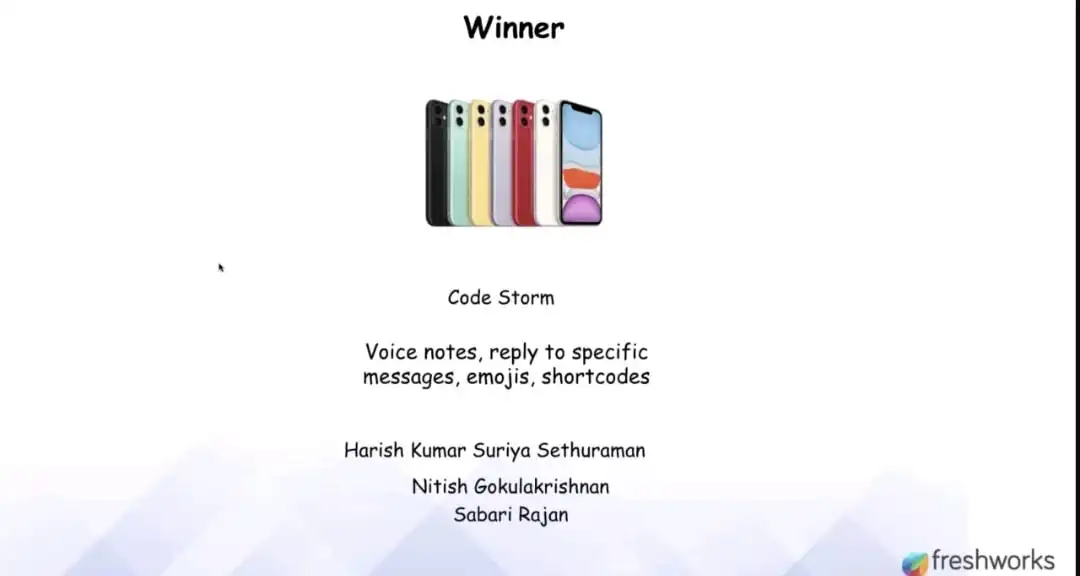 Winner
Code Storm
Voice notes, reply to specific
messages, emojis, shortcodes
Harish Kumar Suriya Sethuraman
Nitish Gokulakrishnan
Sabari Rajan
freshworks